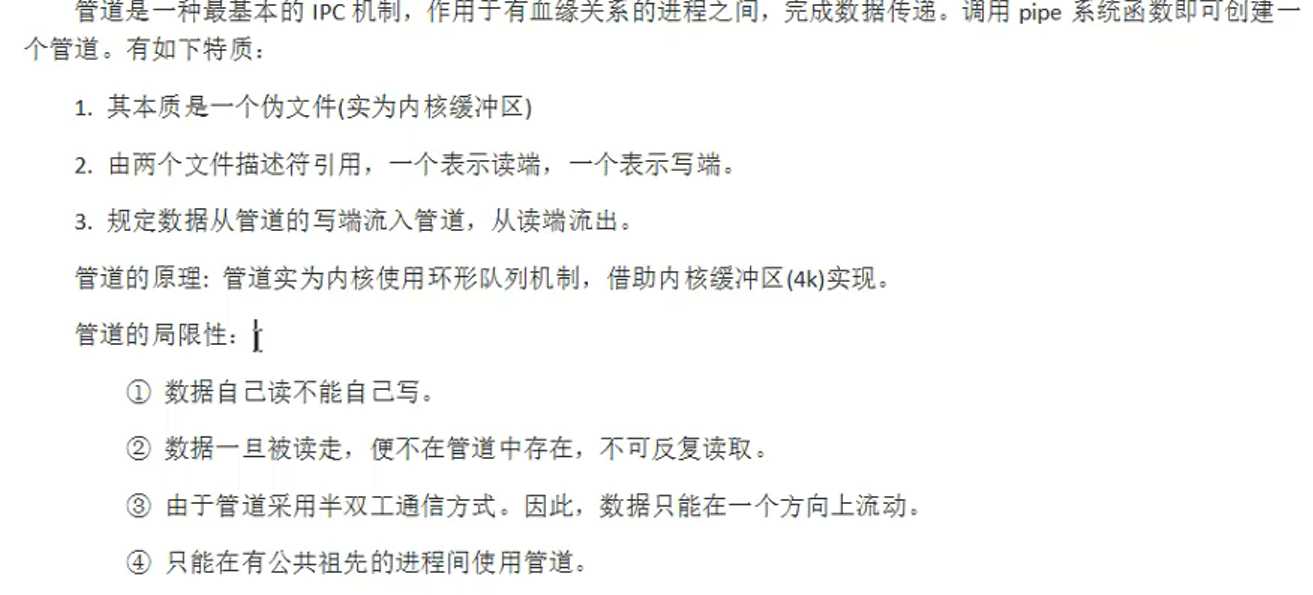 管道是一种最基本的 IPC 机制，作用于有血缘关系的进程之间，完成数据传递。调用 pipe 系统函数即可创建一
个管道。有如下特质：
1. 其本质是一个伪文件(实为内核缓冲区)
2. 由两个文件描述符引用，一个表示读端，一个表示写端。
3. 规定数据从管道的写端流入管道，从读端流出。
管道的原理: 管道实为内核使用环形队列机制，借助内核缓冲区(4k)实现。
管道的局限性：
① 数据自己读不能自己写。
② 数据一旦被读走，便不在管道中存在，不可反复读取。
③ 由于管道采用半双工通信方式。因此，数据只能在一个方向上流动。
④ 只能在有公共祖先的进程间使用管道。